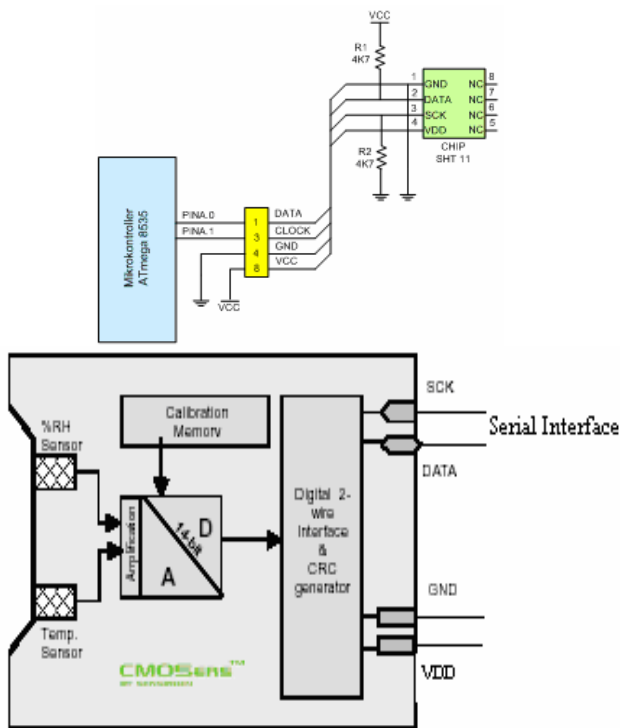 VCC
R1
4K7
1 GND NC 8
2 DATA NC 7
3 SCK NC 6
4 VDD NC 5
R2
4K7
CHIP
SHT 11
Mikrokontroller
ATmega 8535
PINA.0
PINA.1
1
3
4
8
DATA
CLOCK
GND
VCC
VCC
%RH
Sensor
Calibration
Memory
Amplification
14-bit
D
A
Digital 2-
wire
Interface
&
CRC
generator
SCK
Serial Interface
DATA
GND
VDD
Temp.
Sensor
CMOSens™
BY SENSIRION